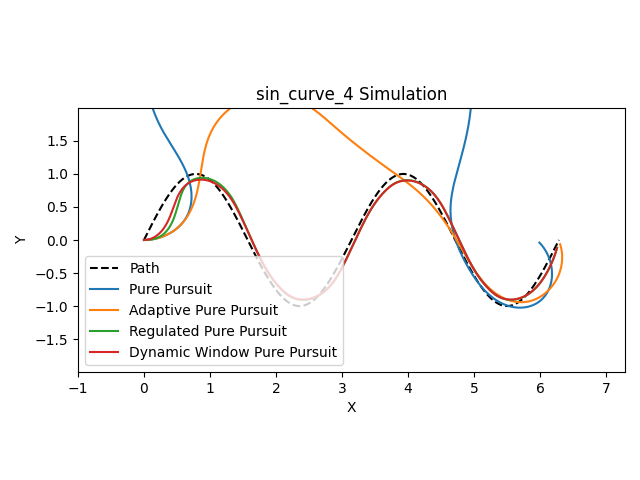 sin_curve_4 Simulation
1.5
1.0
0.5
0.0
−0.5
−1.0
−1.5
Y
Path
Pure Pursuit
Adaptive Pure Pursuit
Regulated Pure Pursuit
Dynamic Window Pure Pursuit
−1 0 1 2 3 4 5 6 7
X